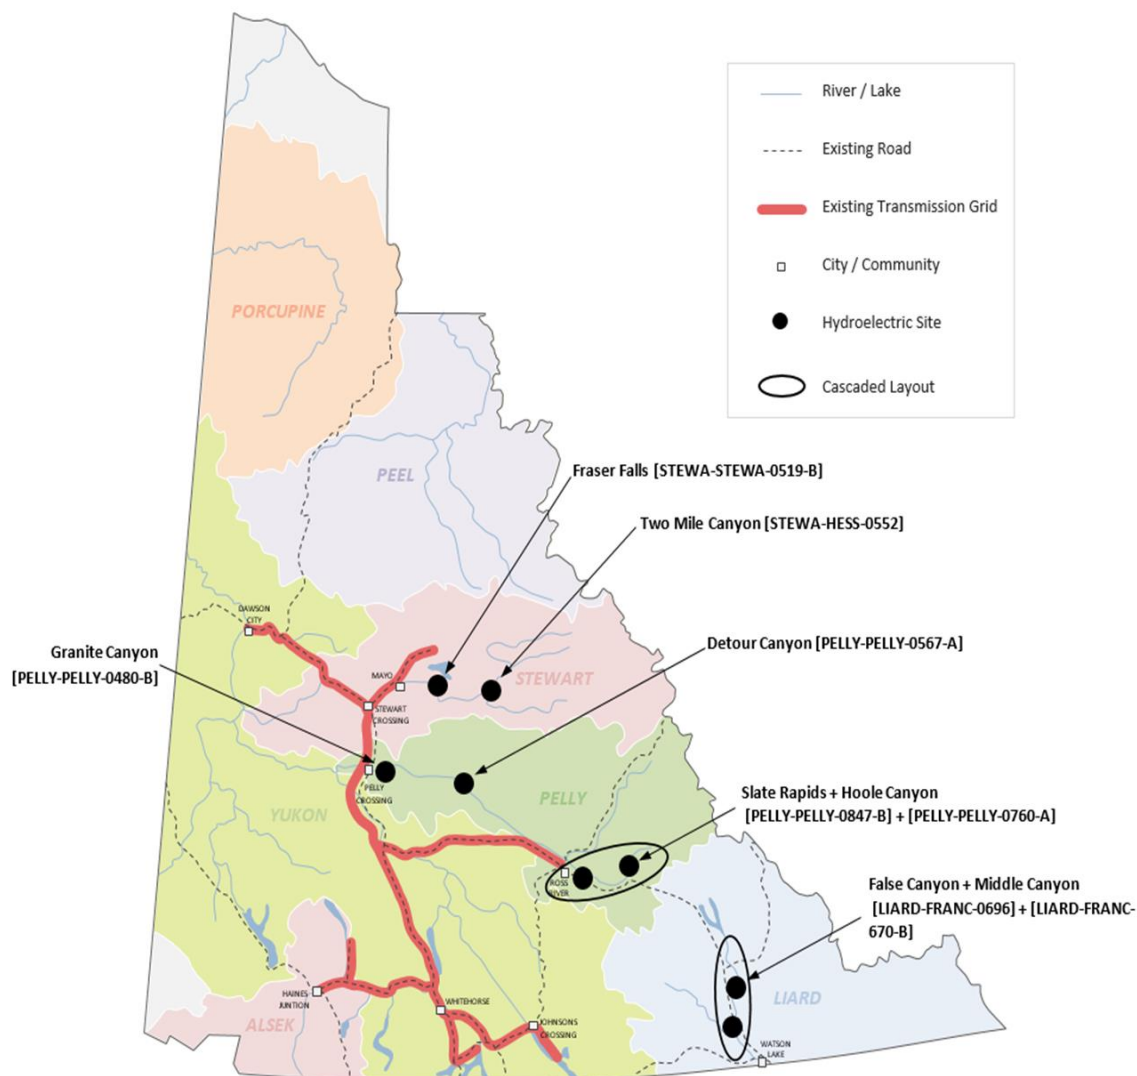 River / Lake
Existing Road
Existing Transmission Grid
City / Community
Hydroelectric Site
Cascaded Layout
PORCUPINE
PEEL
Fraser Falls [STEWA-STEWA-0519-B]
Two Mile Canyon [STEWA-HESS-0552]
DAWSON
CITY
Detour Canyon [PELLY-PELLY-0567-A]
Granite Canyon
[PELLY-PELLY-0480-B]
MAYO
STEWART
STEWART
CROSSING
PELLY
CROSSING
PELLY
YUKON
Slate Rapids + Hoole Canyon
[PELLY-PELLY-0847-B] + [PELLY-PELLY-0760-A]
ROSS
RIVER
False Canyon + Middle Canyon
[LIARD-FRANC-0696] + [LIARD-FRANC-
670-B]
HAINES
JUNTION
WHITEHORSE
LIARD
ALSEK
JOHNSONS
CROSSING
WATSON
LAKE